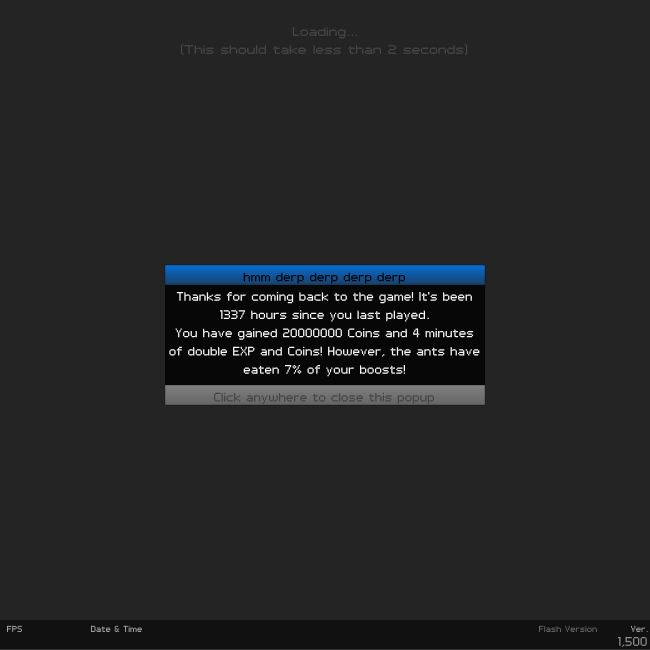 Loading...
(This should take less than 2 seconds)
hmm derp derp derp derp
Thanks for coming back to the game! It's been
1337 hours since you last played.
You have gained 20000000 Coins and 4 minutes
of double EXP and Coins! However, the ants have
eaten 7% of your boosts!
Click anywhere to close this popup
FPS Date & Time Flash Version Ver.
1,500